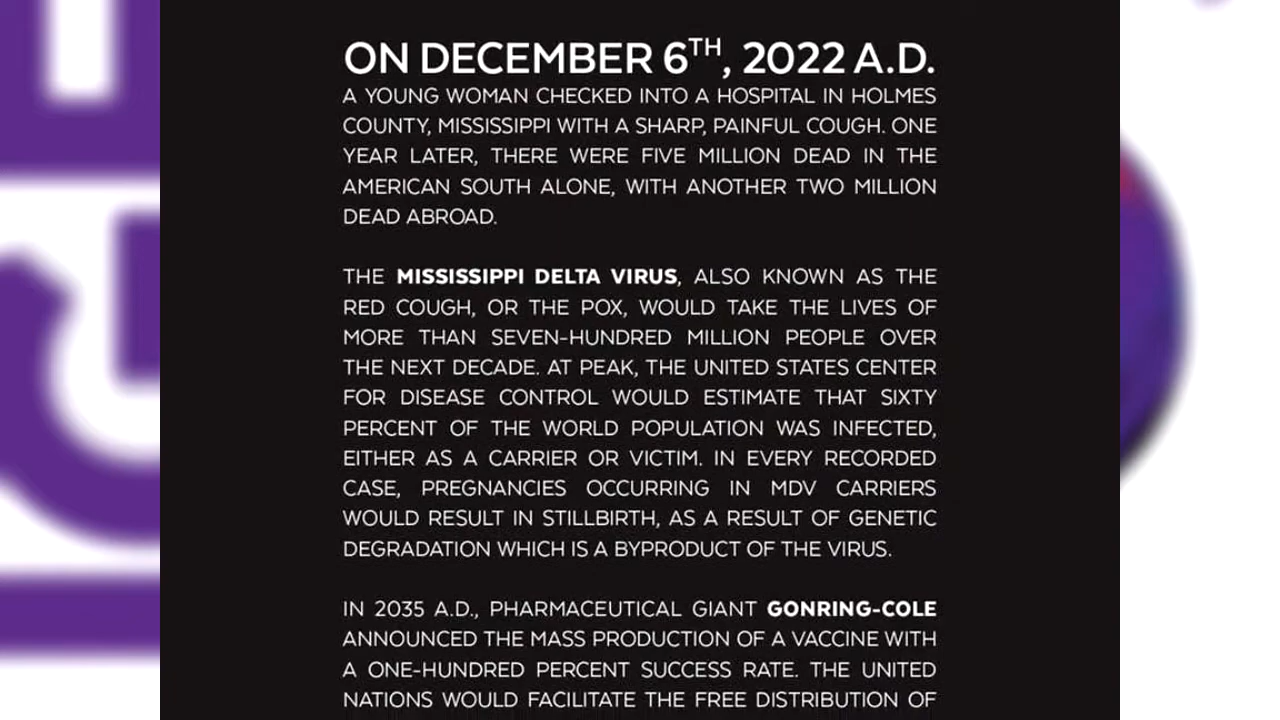 ON DECEMBER 6TH, 2022 A.D.
A YOUNG WOMAN CHECKED INTO A HOSPITAL IN HOLMES
COUNTY, MISSISSIPPI WITH A SHARP, PAINFUL COUGH. ONE
YEAR LATER, THERE WERE FIVE MILLION DEAD IN THE
AMERICAN SOUTH ALONE, WITH ANOTHER TWO MILLION
DEAD ABROAD.
THE MISSISSIPPI DELTA VIRUS, ALSO KNOWN AS THE
RED COUGH, OR THE POX, WOULD TAKE THE LIVES OF
MORE THAN SEVEN-HUNDRED MILLION PEOPLE OVER
THE NEXT DECADE. AT PEAK, THE UNITED STATES CENTER
FOR DISEASE CONTROL WOULD ESTIMATE THAT SIXTY
PERCENT OF THE WORLD POPULATION WAS INFECTED,
EITHER AS A CARRIER OR VICTIM. IN EVERY RECORDED
CASE, PREGNANCIES OCCURRING IN MDV CARRIERS
WOULD RESULT IN STILLBIRTH, AS A RESULT OF GENETIC
DEGRADATION WHICH IS A BYPRODUCT OF THE VIRUS.
IN 2035 A.D., PHARMACEUTICAL GIANT GONRING-COLE
ANNOUNCED THE MASS PRODUCTION OF A VACCINE WITH
A ONE-HUNDRED PERCENT SUCCESS RATE. THE UNITED
NATIONS WOULD FACILITATE THE FREE DISTRIBUTION OF